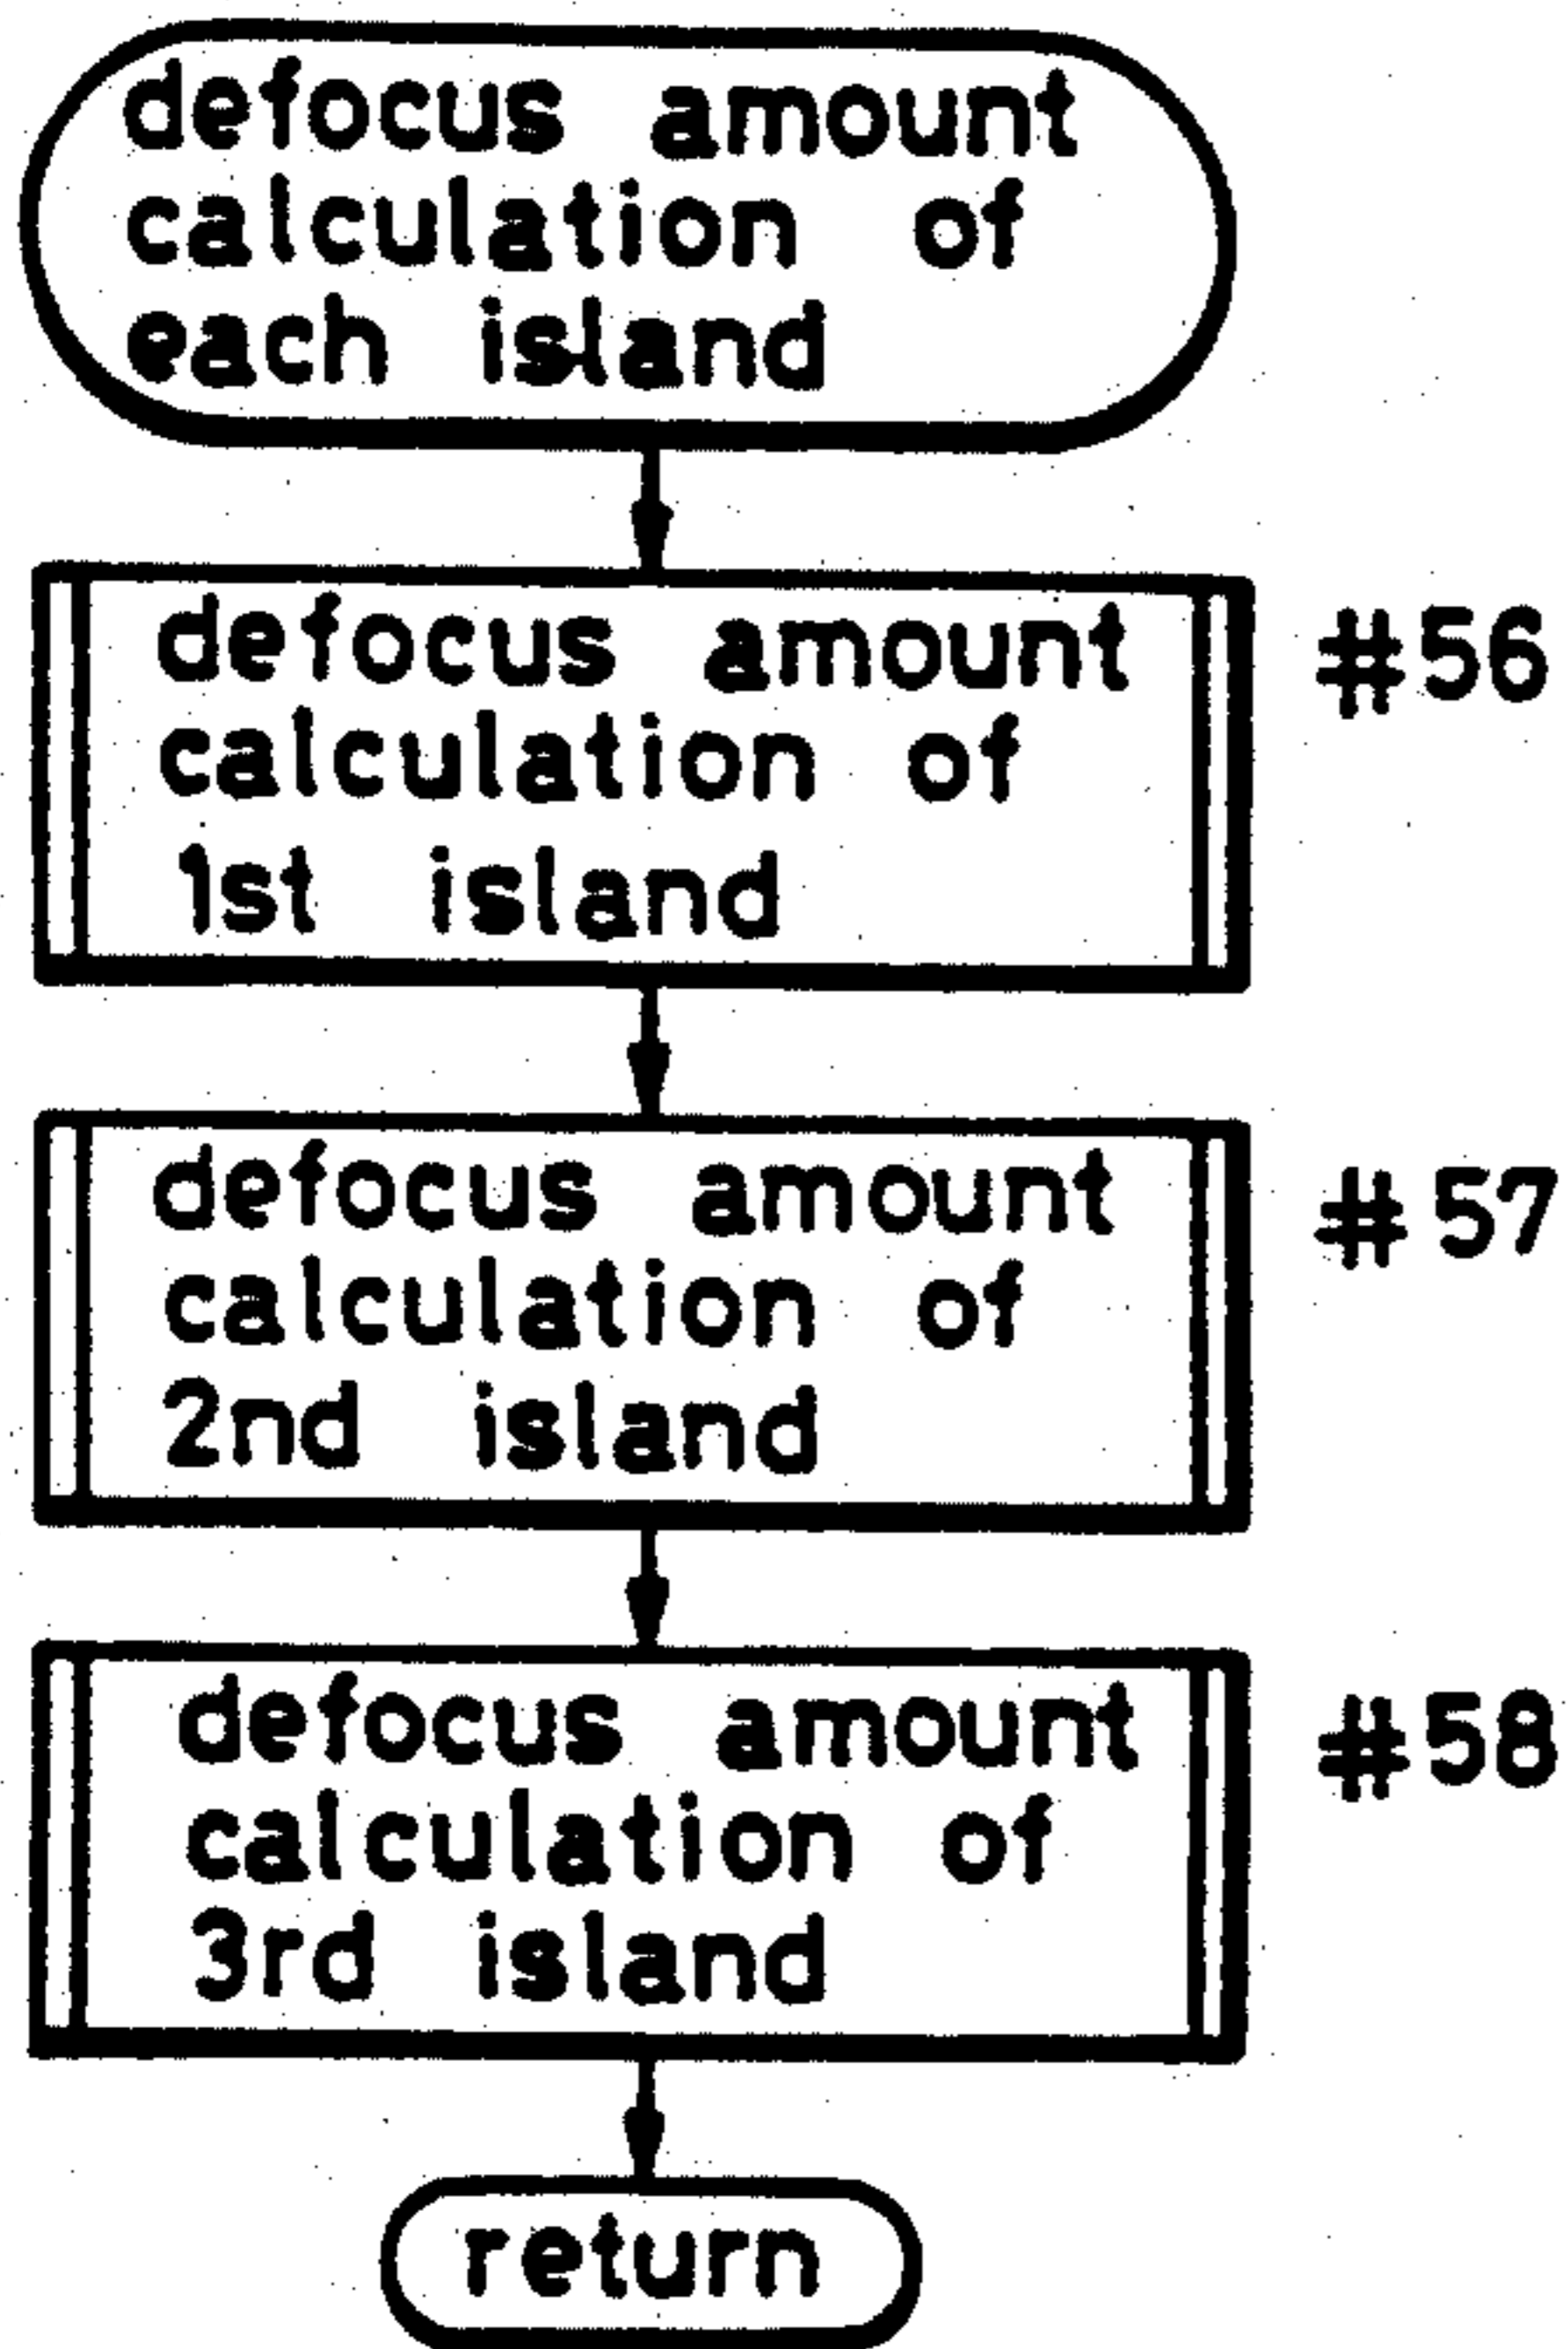 defocus amount
calculation of
each island
defocus amount
calculation of
1st island
#56
defocus amount
calculation of
2nd island
#57
defocus amount
calculation of
3rd island
#58
return